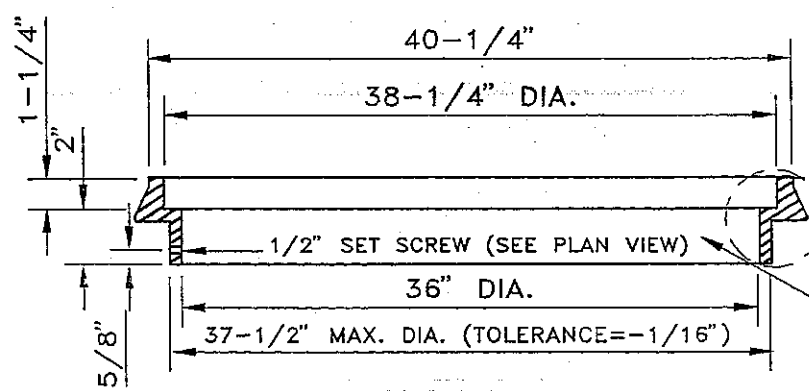 40-1/4"
38-1/4" DIA.
1-1/4"
2"
1/2" SET SCREW (SEE PLAN VIEW)
36" DIA.
37-1/2" MAX. DIA. (TOLERANCE=-1/16")
5/8"